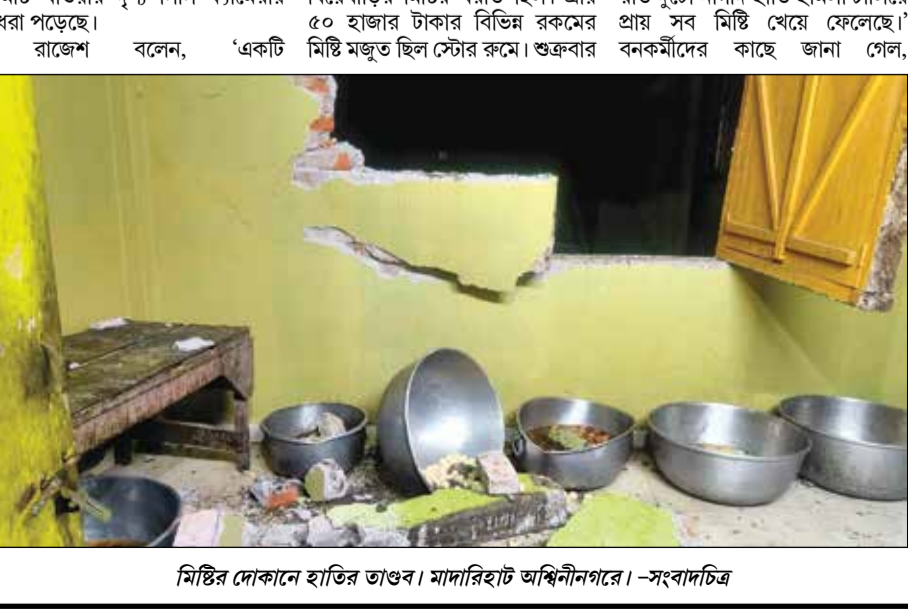 ধরা পড়েছে।
রাজেশ বলেন, ‘একটি
৫০ হাজার টাকার বিভিন্ন রকমের
মিষ্টি মজুত ছিল স্টোর রুমে। শুক্রবার
প্রায় সব মিষ্টি খেয়ে ফেলেছে।’
বনকর্মীদের কাছে জানা গেল,
মিষ্টির দোকানে হাতির তাণ্ডব। মাদারিহাট অশ্বিনীনগরে। –সংবাদচিত্র